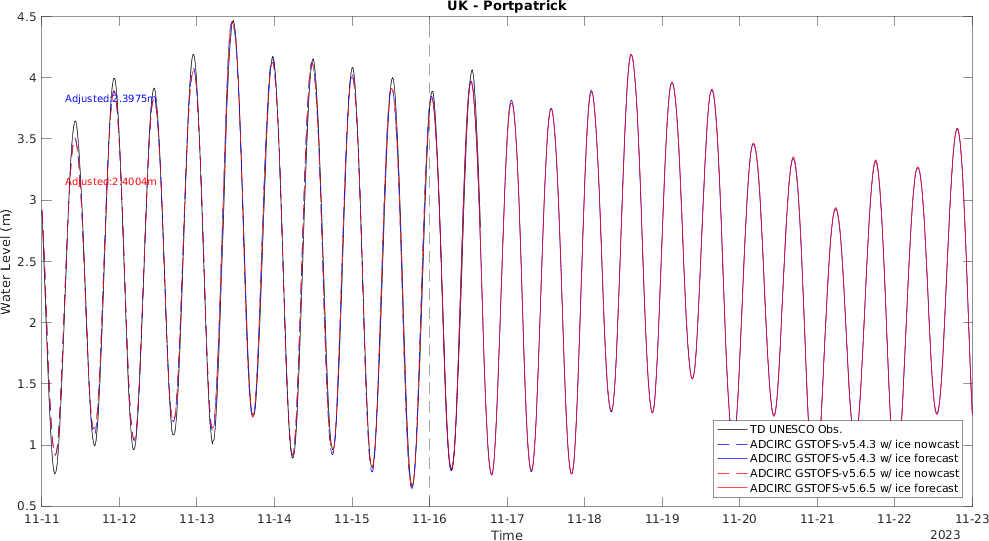 UK - Portpatrick
4.5
4
3.5
3
2.5
2
1.5
1
0.5
Water Level (m)
Adjusted:2.3975m
Adjusted:2.4004m
TD UNESCO Obs.
ADCIRC GSTOFS-v5.4.3 w/ ice nowcast
ADCIRC GSTOFS-v5.4.3 w/ ice forecast
ADCIRC GSTOFS-v5.6.5 w/ ice nowcast
ADCIRC GSTOFS-v5.6.5 w/ ice forecast
11-11 11-12 11-13 11-14 11-15 11-16 11-17 11-18 11-19 11-20 11-21 11-22 11-23
Time
2023